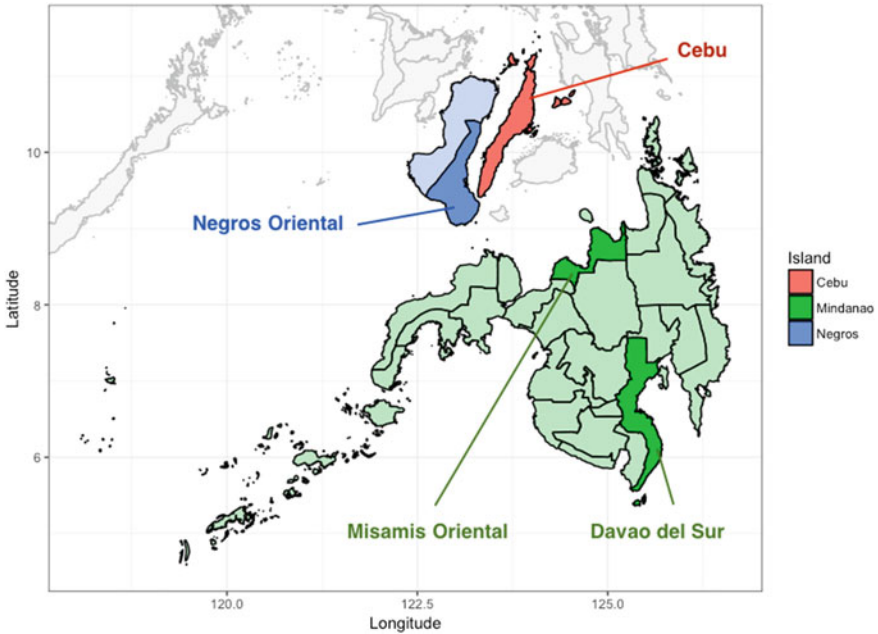 Cebu
10
Negros Oriental
Latitude
8
6
Misamis Oriental
Davao del Sur
120.0
122.5
125.0
Longitude
Island
Cebu
Mindanao
Negros